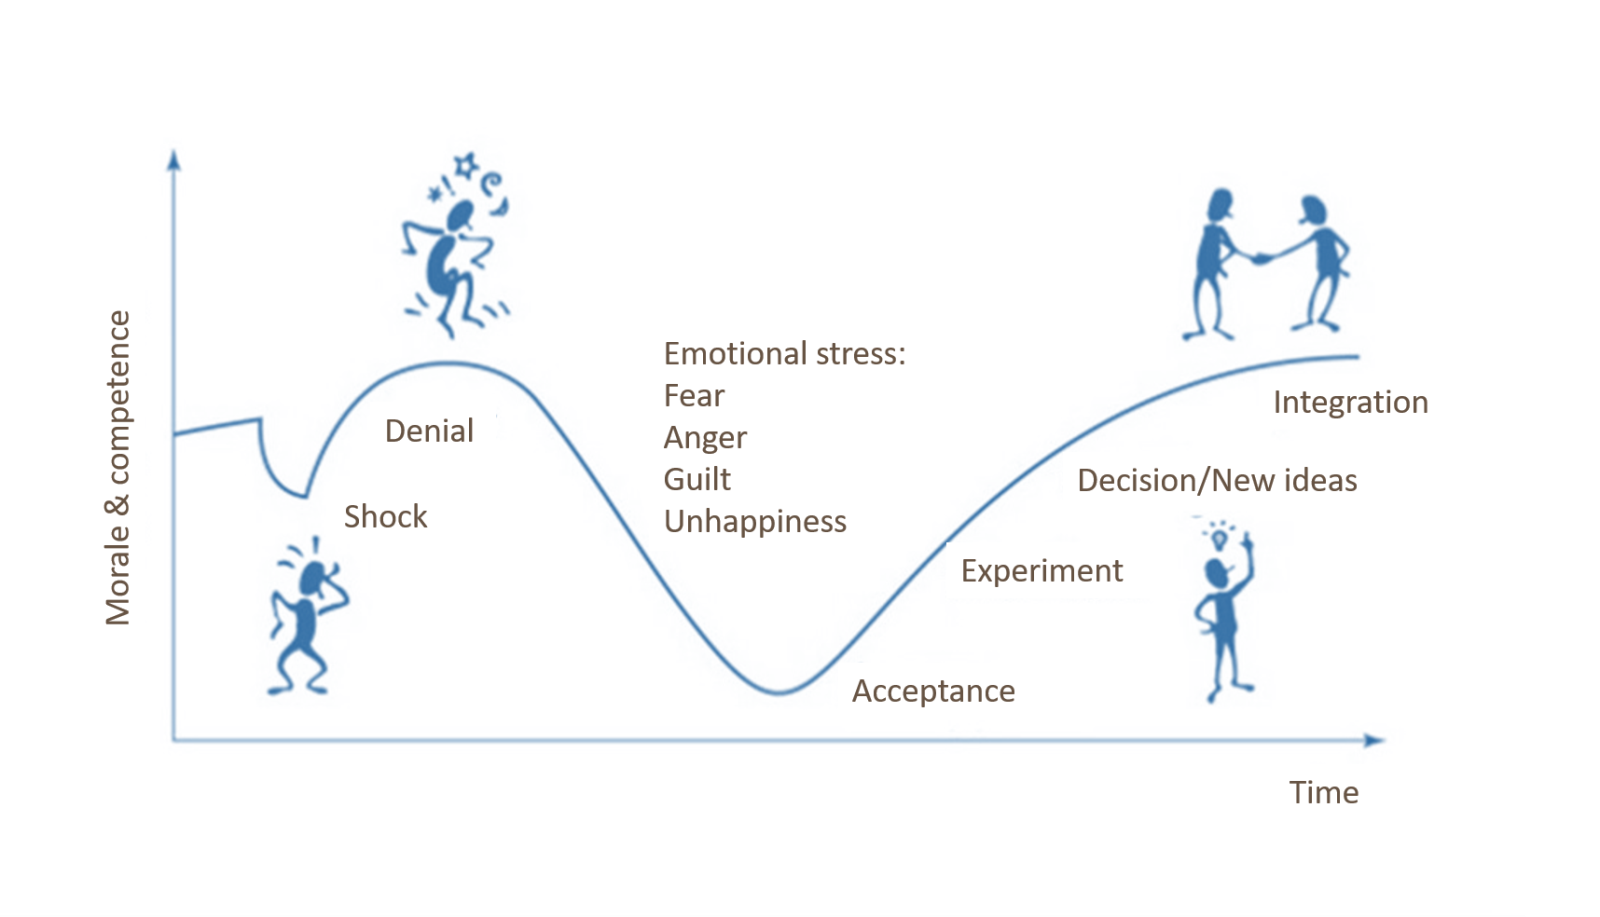 Morale & competence
Denial
Shock
Emotional stress:
Fear
Anger
Guilt
Unhappiness
Acceptance
Experiment
Decision/New ideas
Integration
Time